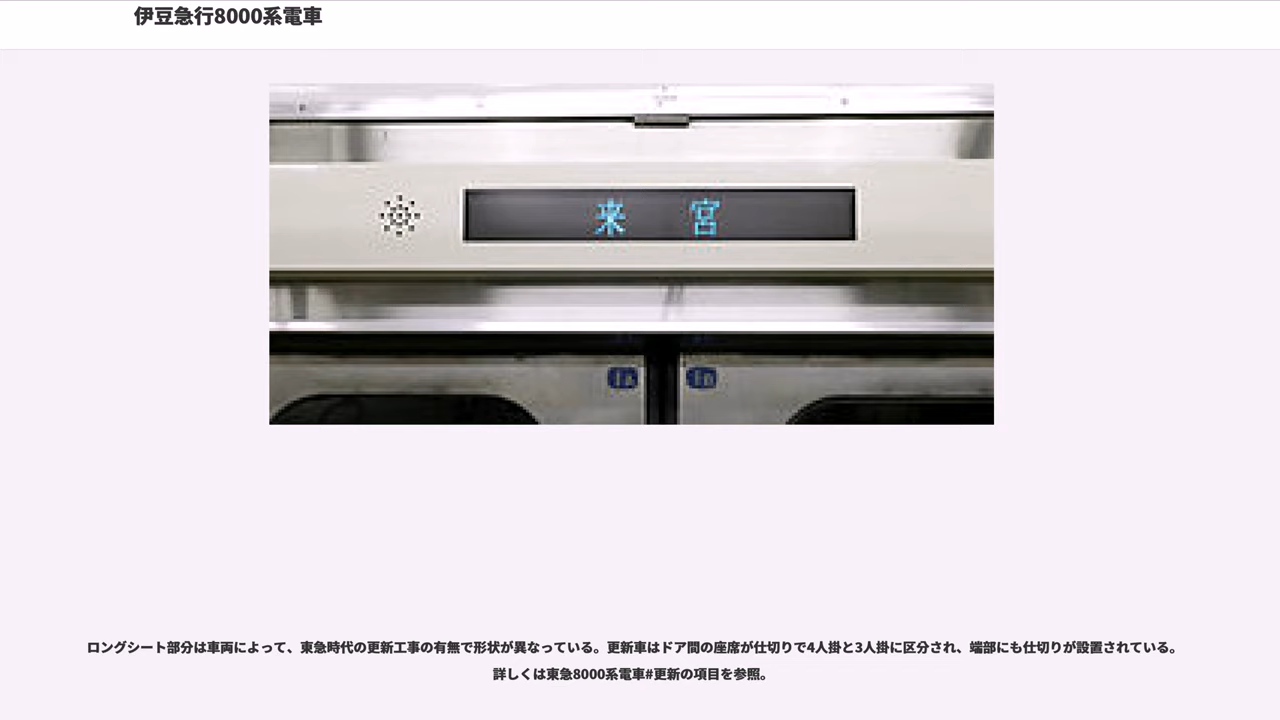 伊豆急行8000系電車
来 宮
1A 1B
ロングシート部分は車両によって、東急時代の更新工事の有無で形状が異なっている。更新車はドア間の座席が仕切りで4人掛と3人掛に区分され、端部にも仕切りが設置されている。
詳しくは東急8000系電車#更新の項目を参照。